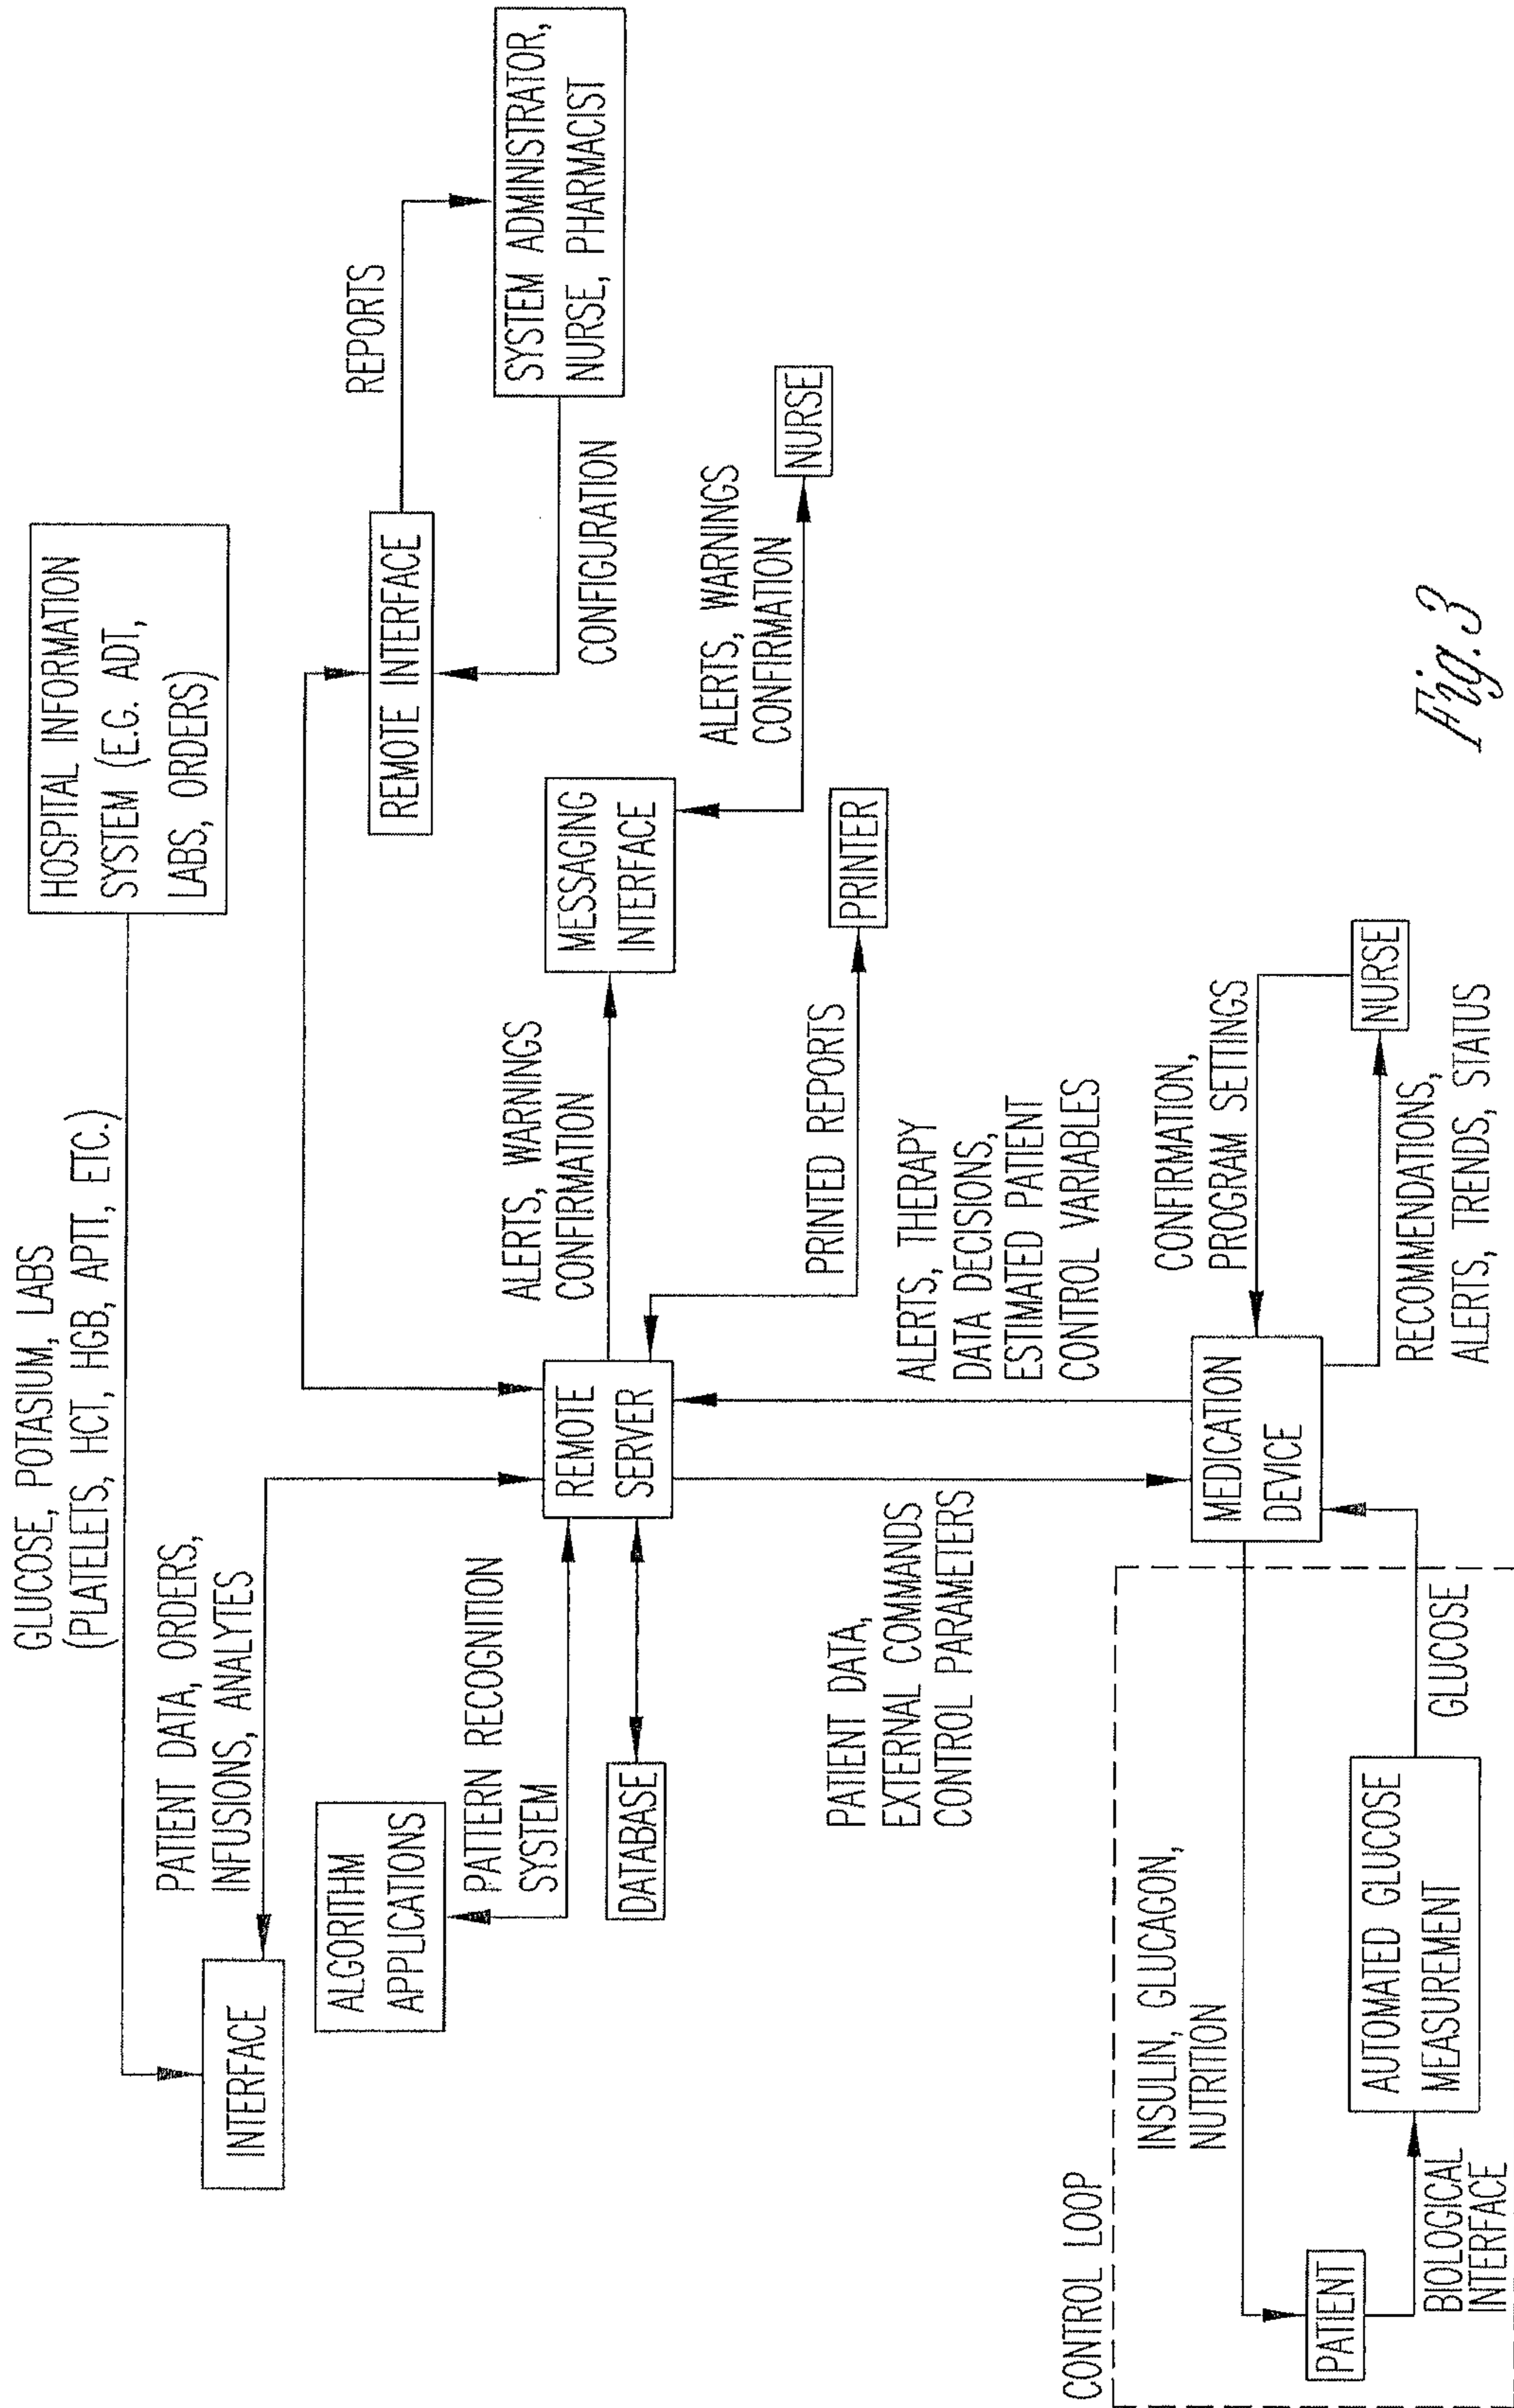 GLUCOSE, POTASIUM, LABS
(PLATELETS, HCT, HGB, APTT, ETC.)
HOSPITAL INFORMATION
SYSTEM (E.G. ADT,
LABS, ORDERS)
INTERFACE
PATIENT DATA, ORDERS,
INFUSIONS, ANALYTES
ALGORITHM
APPLICATIONS
PATTERN RECOGNITION
SYSTEM
DATABASE
REMOTE
SERVER
REMOTE INTERFACE
REPORTS
SYSTEM ADMINISTRATOR,
NURSE, PHARMACIST
CONFIGURATION
ALERTS, WARNINGS
CONFIRMATION
MESSAGING
INTERFACE
ALERTS, WARNINGS
CONFIRMATION
NURSE
PRINTED REPORTS
PRINTER
PATIENT DATA,
EXTERNAL COMMANDS
CONTROL PARAMETERS
ALERTS, THERAPY
DATA DECISIONS,
ESTIMATED PATIENT
CONTROL VARIABLES
CONTROL LOOP
INSULIN, GLUCAGON,
NUTRITION
PATIENT
BIOLOGICAL
INTERFACE
AUTOMATED GLUCOSE
MEASUREMENT
GLUCOSE
MEDICATION
DEVICE
CONFIRMATION,
PROGRAM SETTINGS
NURSE
RECOMMENDATIONS,
ALERTS, TRENDS, STATUS
Fig. 3